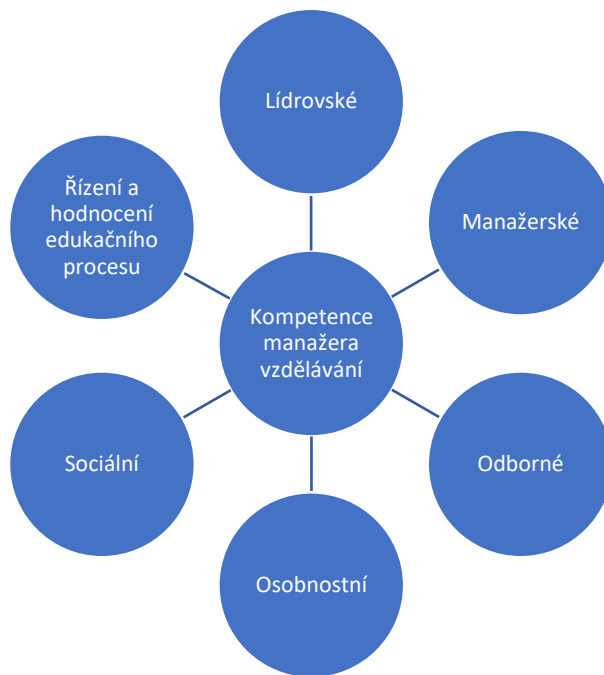 Lídrovské
Manažerské
Odborné
Osobnostní
Sociální
Řízení a
hodnocení
edukačního
procesu
Kompetence
manažera
vzdělávání